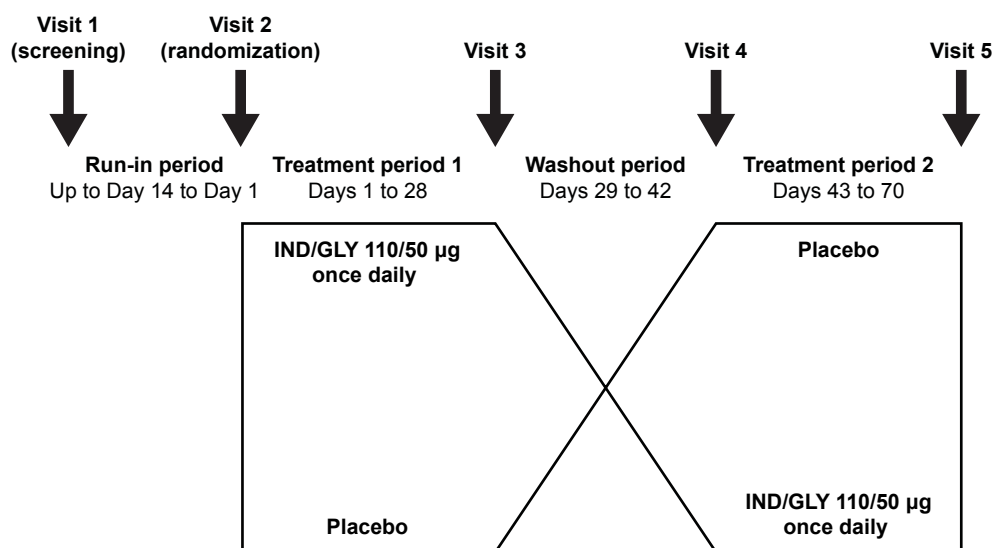 Visit 1
(screening)
Visit 2
(randomization)
Visit 3
Visit 4
Visit 5
Run-in period
Up to Day 14 to Day 1
Treatment period 1
Days 1 to 28
Washout period
Days 29 to 42
Treatment period 2
Days 43 to 70
IND/GLY 110/50 µg
once daily
Placebo
Placebo
IND/GLY 110/50 µg
once daily